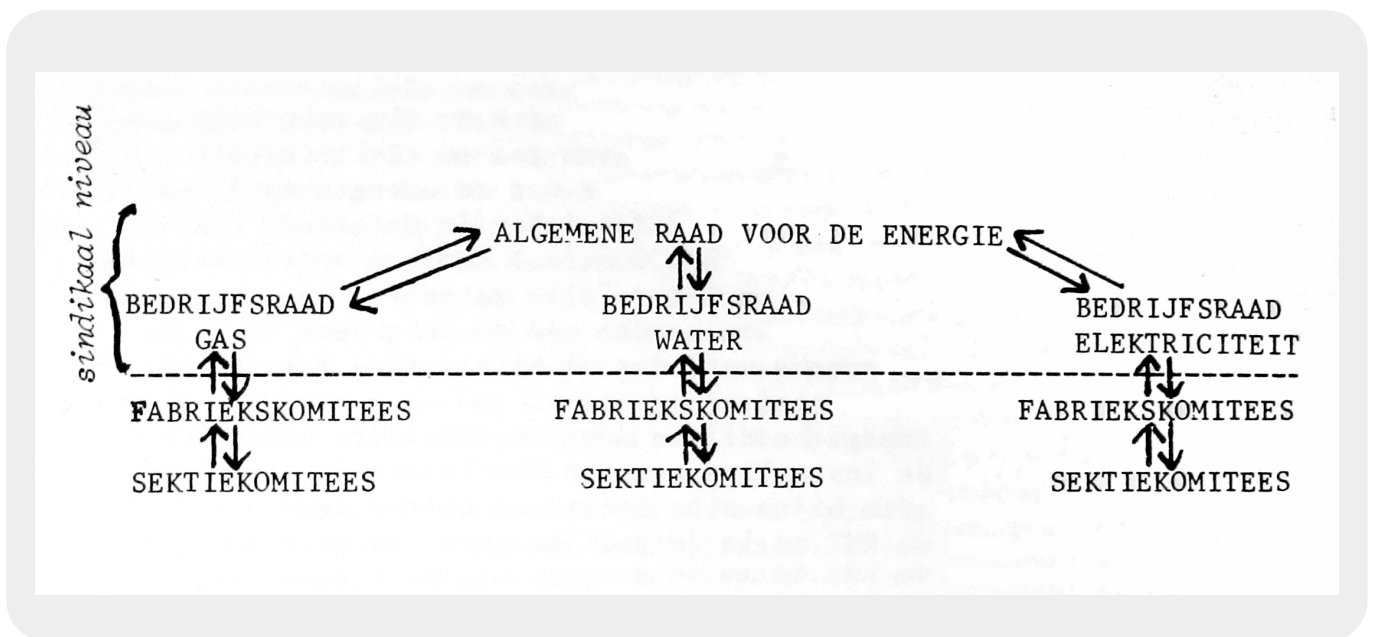 sindikaal niveau
ALGEMENE RAAD VOOR DE ENERGIE
BEDRIJFSRAAD
GAS
BEDRIJFSRAAD
WATER
BEDRIJFSRAAD
ELEKTRICITEIT
FABRIEKSKOMITEES
FABRIEKSKOMITEES
FABRIEKSKOMITEES
SEKTIEKOMITEES
SEKTIEKOMITEES
SEKTIEKOMITEES